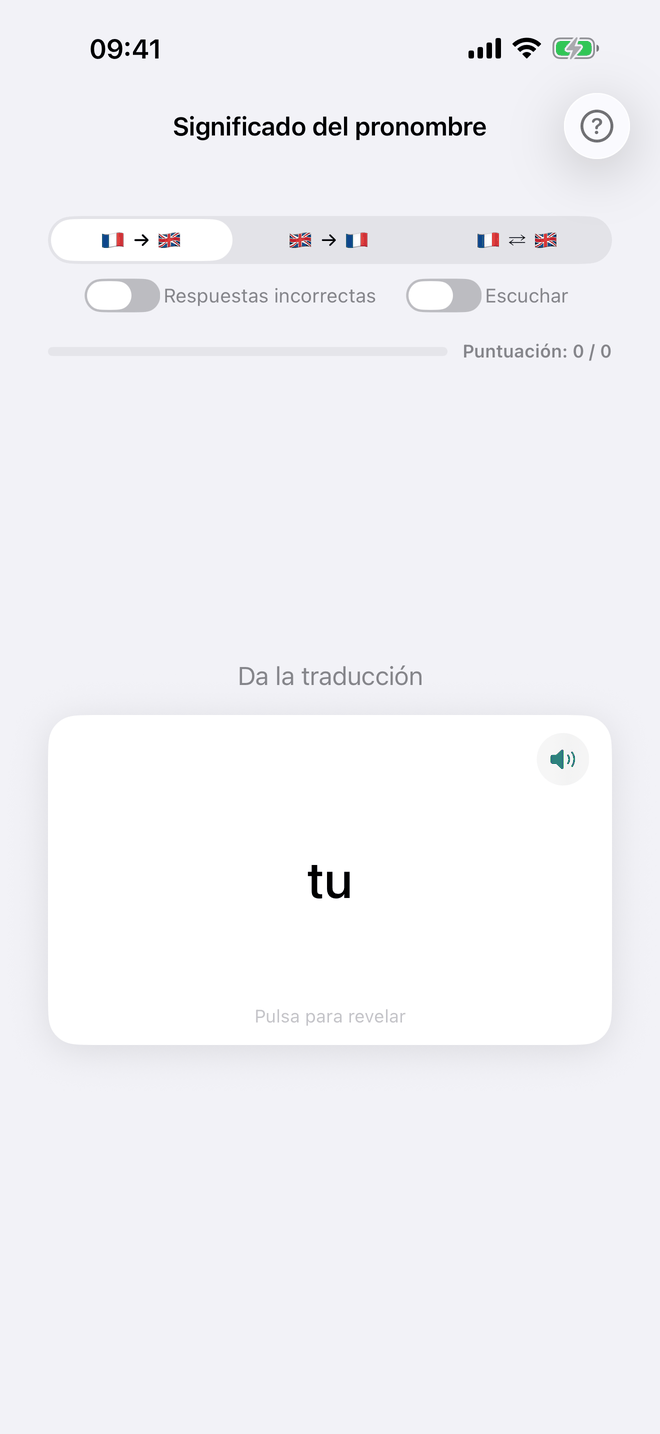 09:41
Significado del pronombre
🇫🇷 → 🇬🇧 🇬🇧 → 🇫🇷 🇫🇷 ⇄ 🇬🇧
Respuestas incorrectas Escuchar
Puntuación: 0 / 0
Da la traducción
tu
Pulsa para revelar